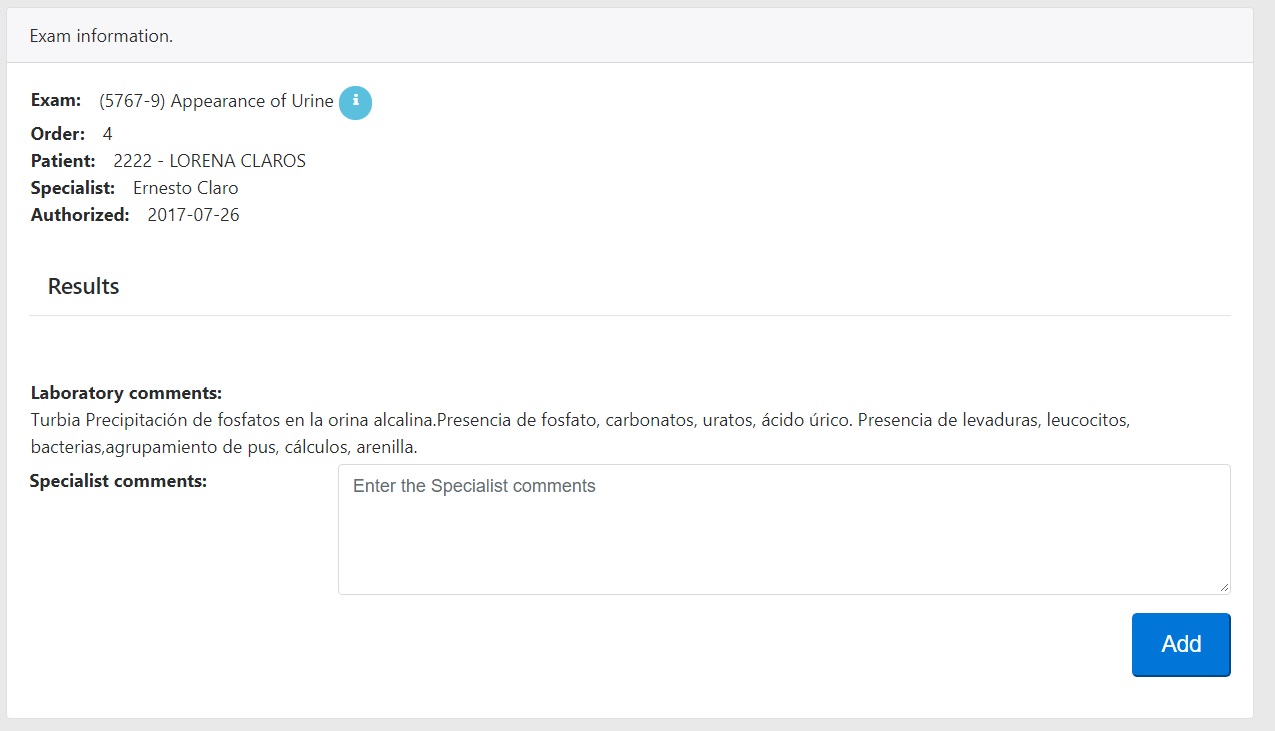 Exam information.
Exam: (5767-9) Appearance of Urine i
Order: 4
Patient: 2222 - LORENA CLAROS
Specialist: Ernesto Claro
Authorized: 2017-07-26
Results
Laboratory comments:
Turbia Precipitación de fosfatos en la orina alcalina.Presencia de fosfato, carbonatos, uratos, ácido úrico. Presencia de levaduras, leucocitos,
bacterias,agrupamiento de pus, cálculos, arenilla.
Specialist comments: Enter the Specialist comments
Add